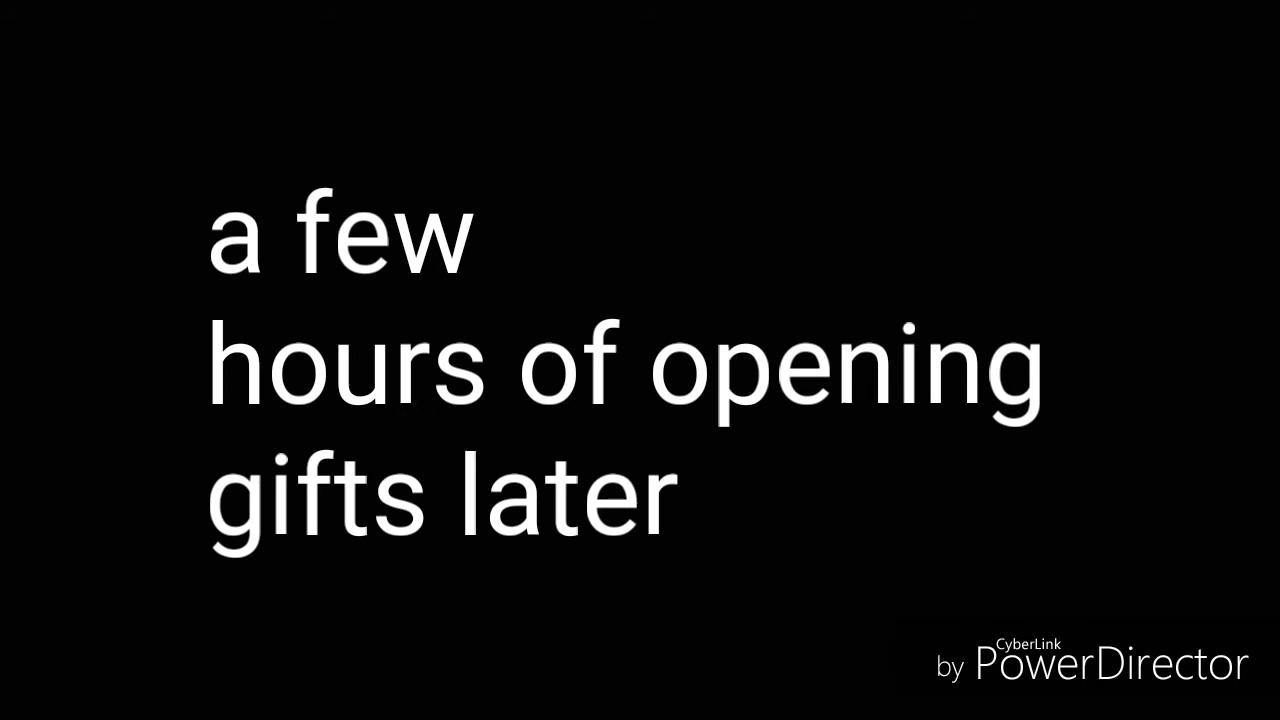 a few
hours of opening
gifts later
CyberLink
by PowerDirector